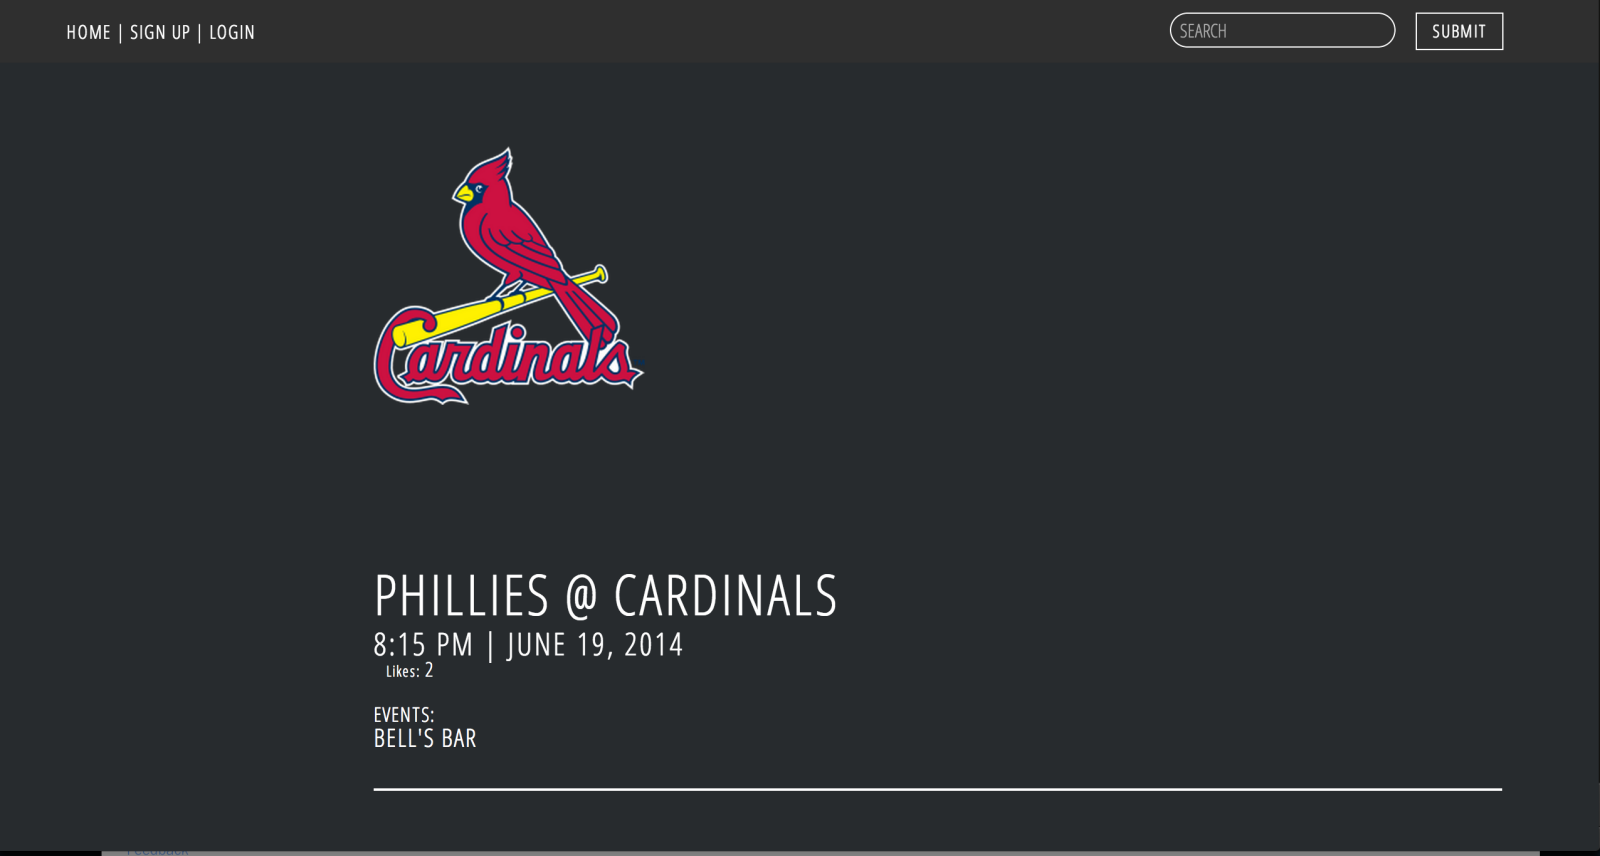 HOME | SIGN UP | LOGIN
SEARCH
SUBMIT
Cardinals
PHILLIES @ CARDINALS
8:15 PM | JUNE 19, 2014
Likes: 2
EVENTS:
BELL'S BAR